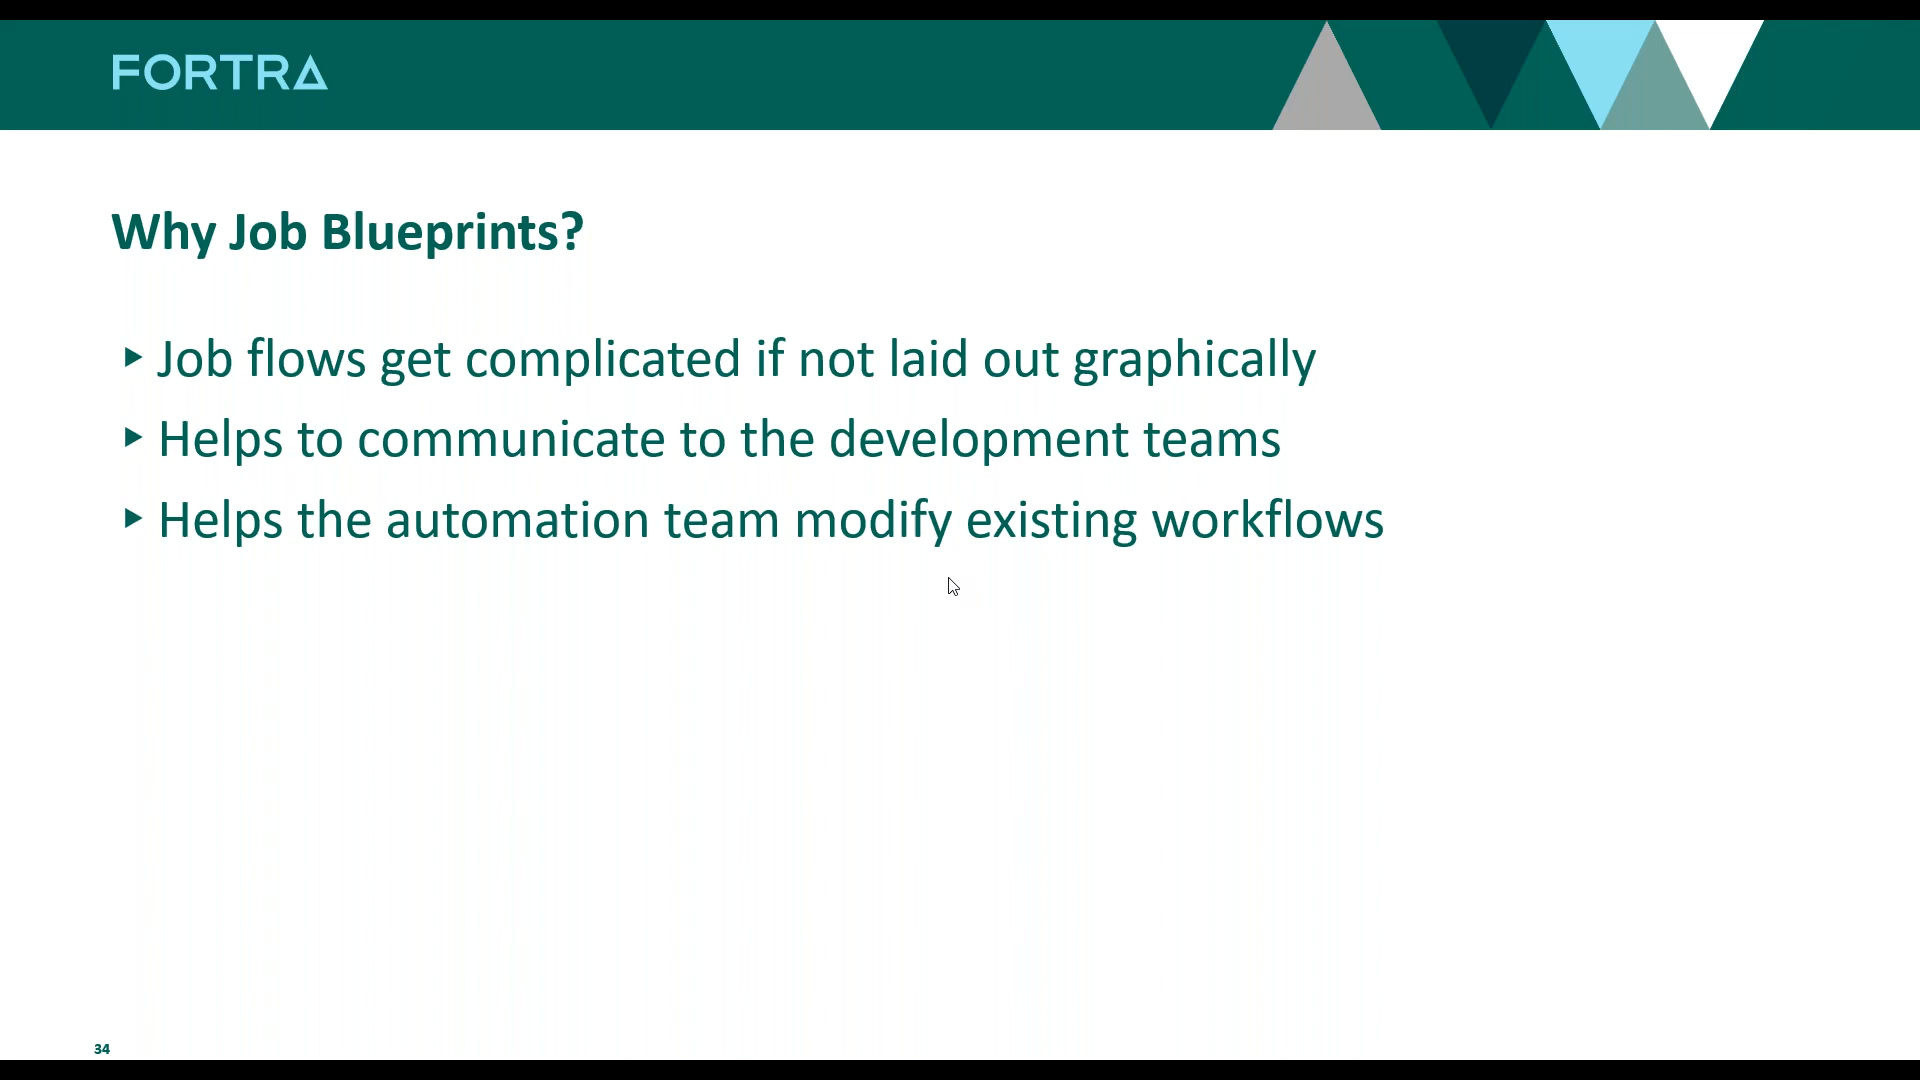 FORTRA
Why Job Blueprints?
Job flows get complicated if not laid out graphically
Helps to communicate to the development teams
Helps the automation team modify existing workflows
34